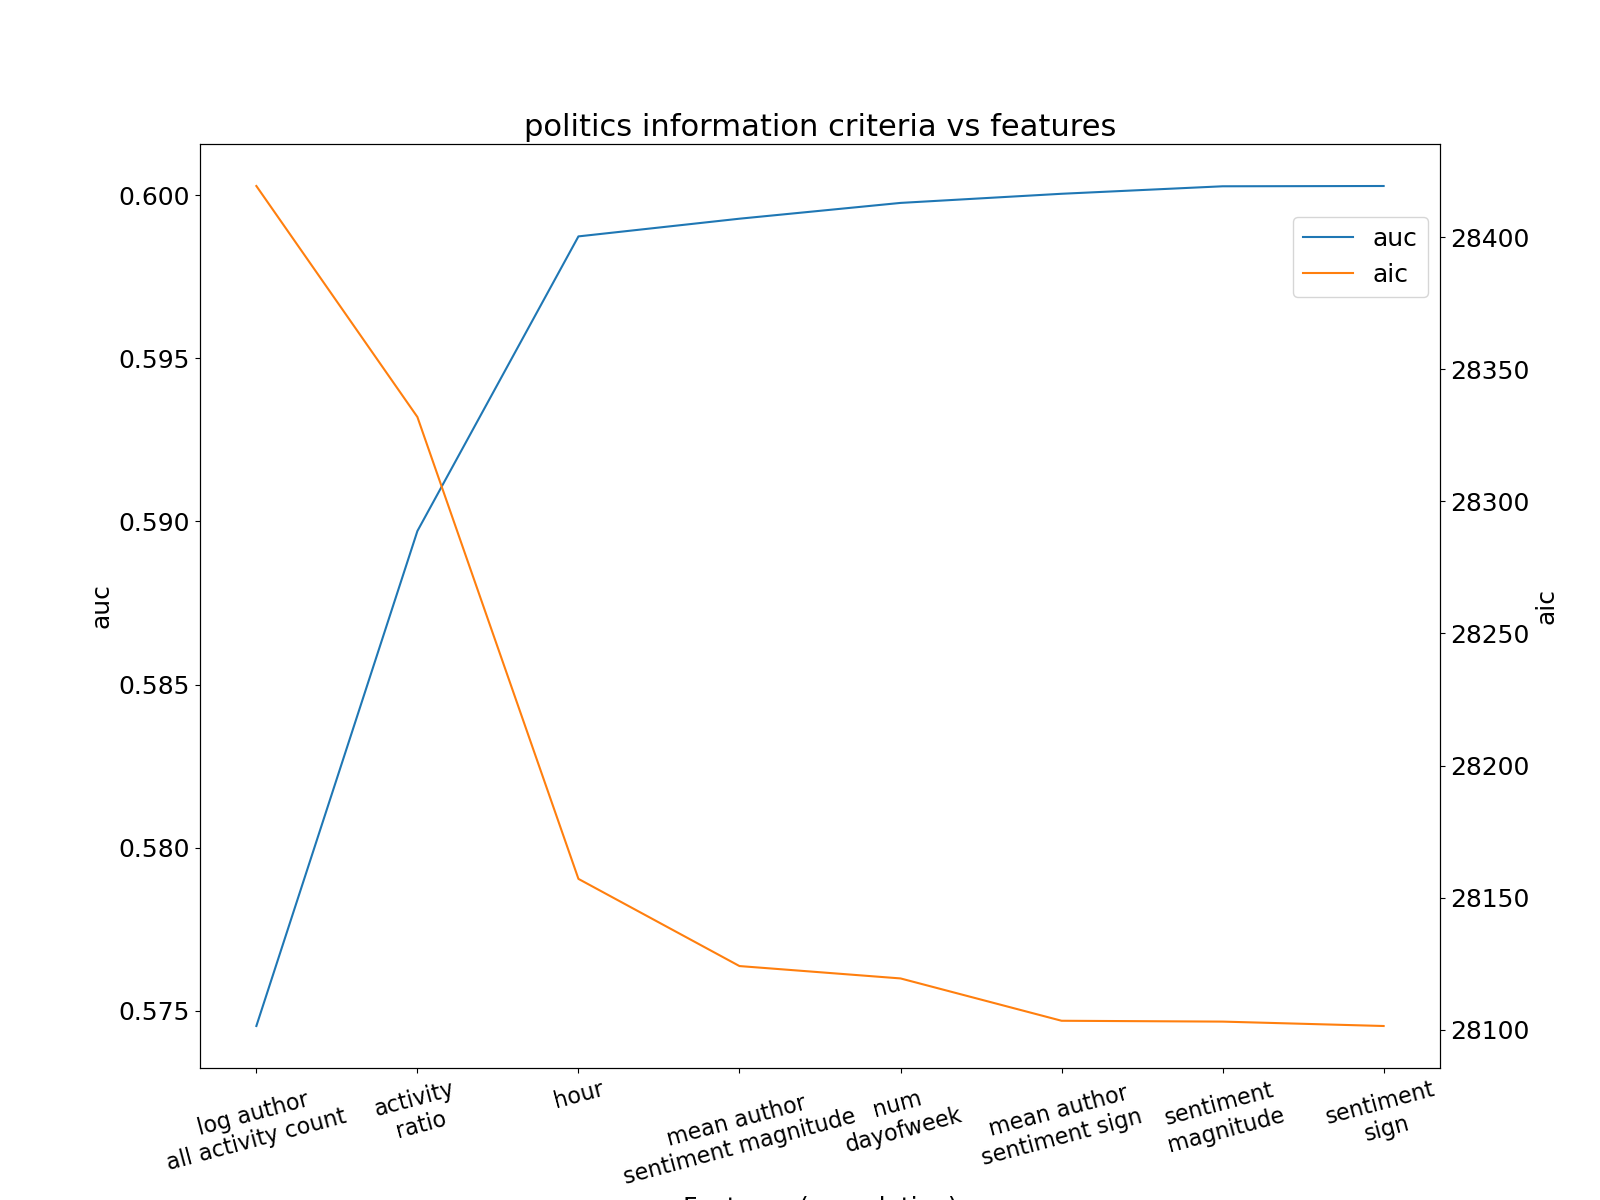 politics information criteria vs features
0.600
0.595
0.590
0.585
0.580
0.575
auc
auc
aic
28400
28350
28300
28250
28200
28150
28100
aic
log author
all activity count
activity
ratio
hour
mean author
sentiment magnitude
num
dayofweek
mean author
sentiment sign
sentiment
magnitude
sentiment
sign